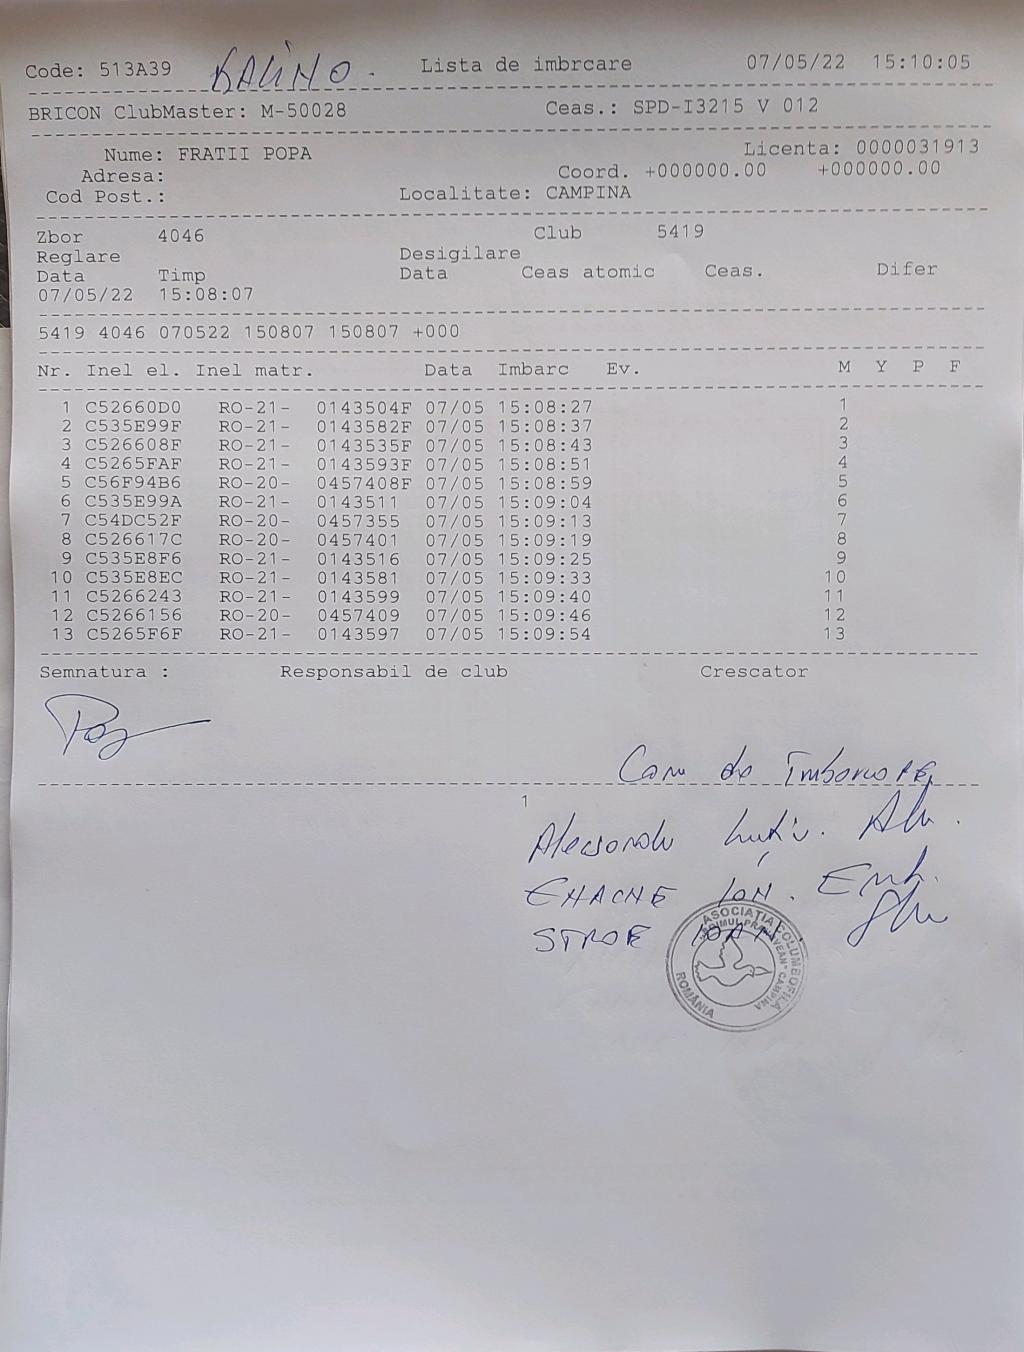 Code: 513A39 Lista de imbrcare 07/05/22 15:10:05
BRICON ClubMaster: M-50028 Ceas.: SPD-I3215 V 012
Nume: FRATII POPA Licenta: 0000031913
Adresa: Coord. +000000.00 +000000.00
Cod Post.: Localitate: CAMPINA
Zbor 4046 Club 5419
Reglare Desigilare
Data Timp Data Ceas atomic Ceas. Difer
07/05/22 15:08:07
5419 4046 070522 150807 150807 +000
Nr. Inel el. Inel matr. Data Imbarc Ev. M Y P F
1 C52660D0 RO-21- 0143504F 07/05 15:08:27 1
2 C535E99F RO-21- 0143582F 07/05 15:08:37 2
3 C526608F RO-21- 0143535F 07/05 15:08:43 3
4 C5265FAF RO-21- 0143593F 07/05 15:08:51 4
5 C56F94B6 RO-20- 0457408F 07/05 15:08:59 5
6 C535E99A RO-21- 0143511 07/05 15:09:04 6
7 C54DC52F RO-20- 0457355 07/05 15:09:13 7
8 C526617C RO-20- 0457401 07/05 15:09:19 8
9 C535E8F6 RO-21- 0143516 07/05 15:09:25 9
10 C535E8EC RO-21- 0143581 07/05 15:09:33 10
11 C5266243 RO-21- 0143599 07/05 15:09:40 11
12 C5266156 RO-20- 0457409 07/05 15:09:46 12
13 C5265F6F RO-21- 0143597 07/05 15:09:54 13
Semnatura : Responsabil de club Crescator
1
ENACHE ION.
STROE IOAN
ASOCIAȚIA COLUMBOFILĂ
CAMPINA
ROMÂNIA